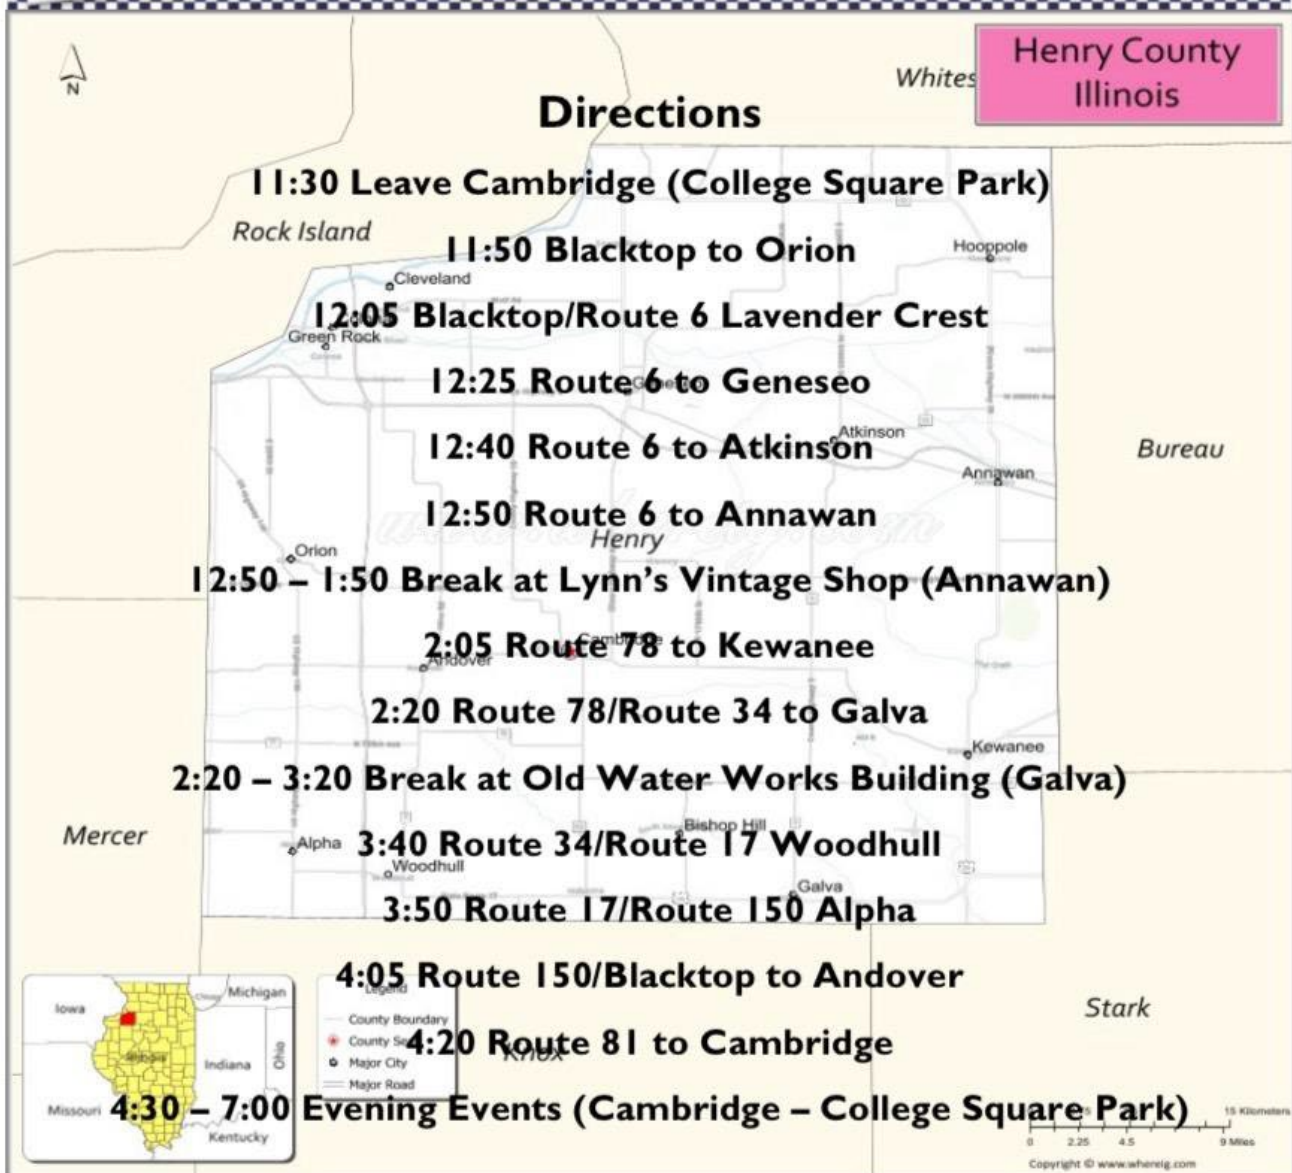 Henry County
Illinois
N
Whites
Directions
11:30 Leave Cambridge (College Square Park)
Rock Island
11:50 Blacktop to Orion
Hooppole
Cleveland
12:05 Blacktop/Route 6 Lavender Crest
Green Rock
12:25 Route 6 to Geneseo
12:40 Route 6 to Atkinson
Atkinson
Bureau
Annawan
12:50 Route 6 to Annawan
Henry
Orion
12:50 – 1:50 Break at Lynn's Vintage Shop (Annawan)
Cambridge
2:05 Route 78 to Kewanee
Andover
2:20 Route 78/Route 34 to Galva
Kewanee
2:20 – 3:20 Break at Old Water Works Building (Galva)
Mercer
Bishop Hill
Alpha
3:40 Route 34/Route 17 Woodhull
Woodhull
Galva
3:50 Route 17/Route 150 Alpha
4:05 Route 150/Blacktop to Andover
Legend
Iowa
Michigan
Stark
County Boundary
4:20 Route 81 to Cambridge
Knox
Major City
Illinois
Indiana
Ohio
Major Road
Missouri
4:30 – 7:00 Evening Events (Cambridge – College Square Park)
Kentucky
15 Kilometers
0 2.25 4.5 9 Miles
Copyright © www.whereig.com